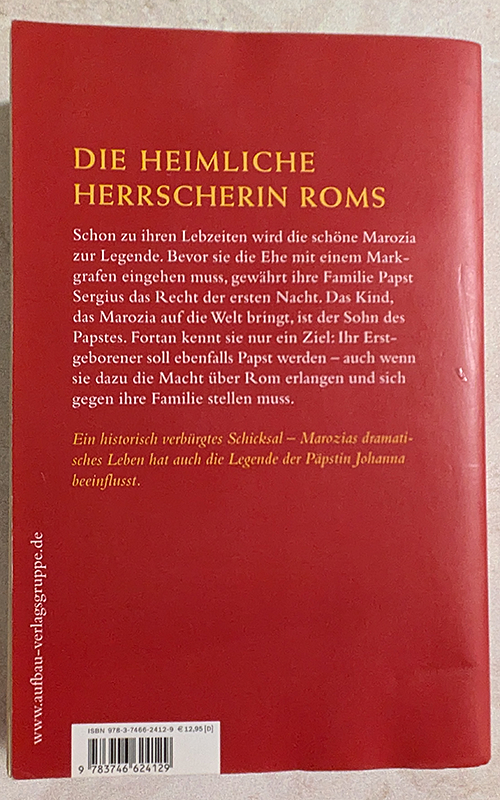 DIE HEIMLICHE
HERRSCHERIN ROMS
Schon zu ihren Lebzeiten wird die schöne Marozia
zur Legende. Bevor sie die Ehe mit einem Mark-
grafen eingehen muss, gewährt ihre Familie Papst
Sergius das Recht der ersten Nacht. Das Kind,
das Marozia auf die Welt bringt, ist der Sohn des
Papstes. Fortan kennt sie nur ein Ziel: Ihr Erst-
geborener soll ebenfalls Papst werden – auch wenn
sie dazu die Macht über Rom erlangen und sich
gegen ihre Familie stellen muss.
Ein historisch verbürgtes Schicksal – Marozias dramati-
sches Leben hat auch die Legende der Päpstin Johanna
beeinflusst.
www.aufbau-verlagsgruppe.de
ISBN 978-3-7466-2412-9 € 12,95 [D]
9 783746 624129